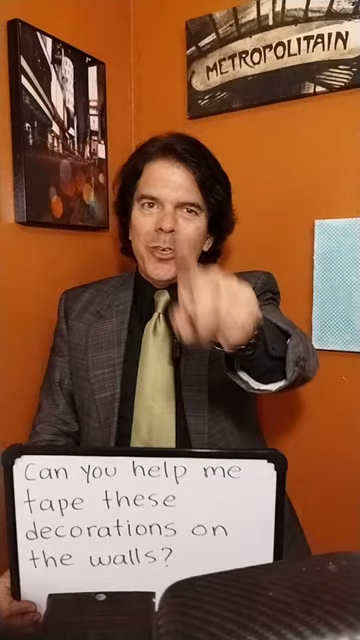 METROPOLITAIN
Can you help me
tape these
decorations on
the walls?